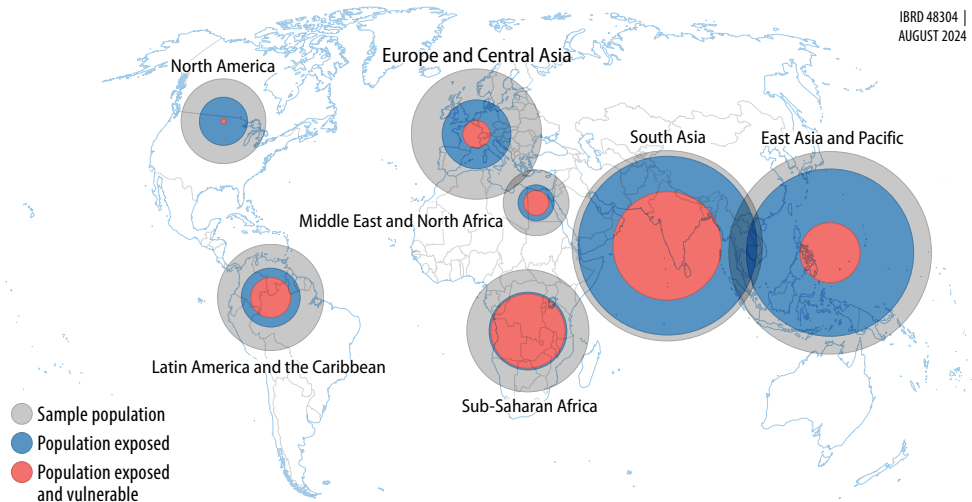 IBRD 48304 |
AUGUST 2024
North America
Europe and Central Asia
South Asia
East Asia and Pacific
Middle East and North Africa
Latin America and the Caribbean
Sub-Saharan Africa
Sample population
Population exposed
Population exposed
and vulnerable